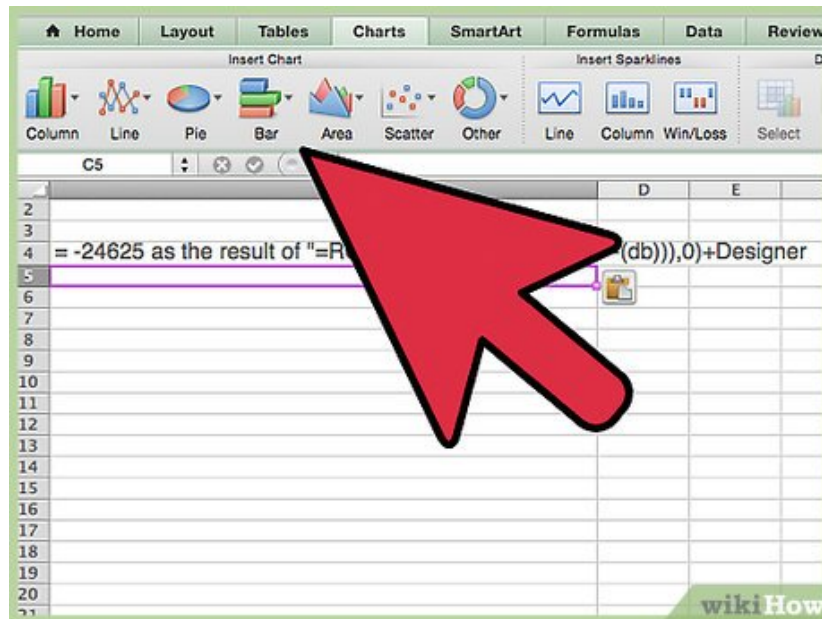 Home Layout Tables Charts SmartArt Formulas Data Review
Insert Chart Insert Sparklines D
Column Line Pie Bar Area Scatter Other Line Column Win/Loss Select
C5
D E
2
3
4 = -24625 as the result of "=R (db))),0)+Designer
5
6
7
8
9
10
11
12
13
14
15
16
17
18
19
20
21
wikiHow